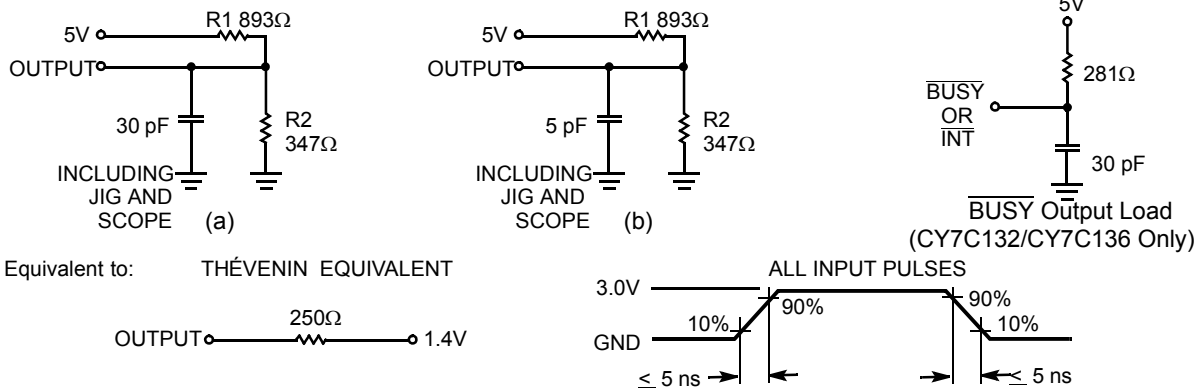 5V
R1 893Ω
OUTPUT
30 pF
R2
347Ω
INCLUDING
JIG AND
SCOPE
(a)
5V
R1 893Ω
OUTPUT
5 pF
R2
347Ω
INCLUDING
JIG AND
SCOPE
(b)
5V
281Ω
BUSY
OR
INT
30 pF
BUSY Output Load
(CY7C132/CY7C136 Only)
Equivalent to:
THÉVENIN EQUIVALENT
OUTPUT
250Ω
1.4V
ALL INPUT PULSES
3.0V
GND
10%
90%
90%
10%
≤ 5 ns
≤ 5 ns